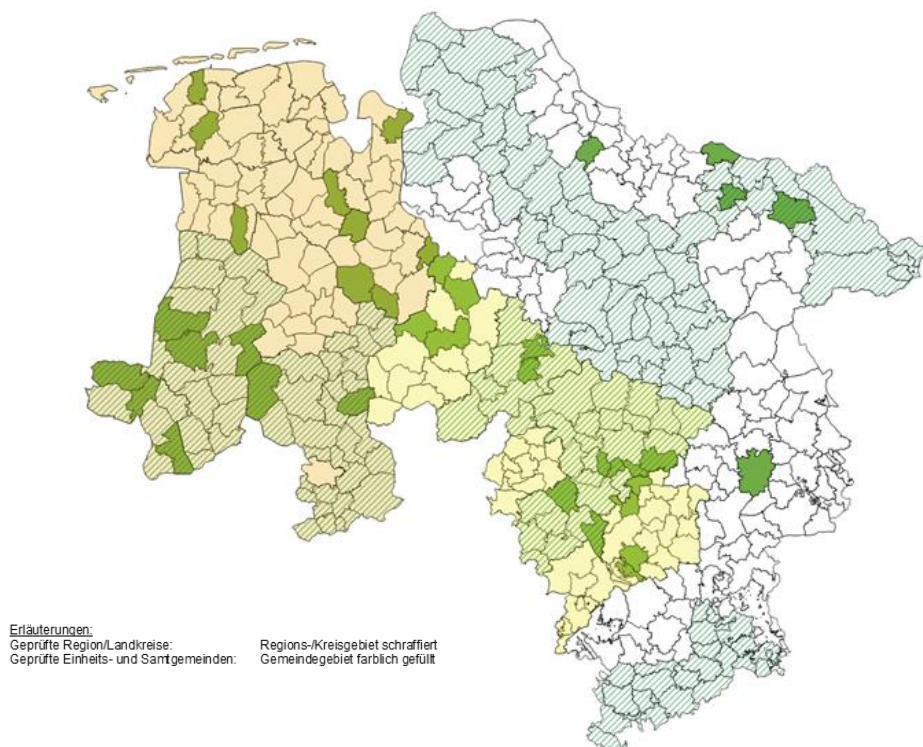 Erläuterungen:
Geprüfte Region/Landkreise: Regions-/Kreisgebiet schraffiert
Geprüfte Einheits- und Samtgemeinden: Gemeindegebiet farblich gefüllt